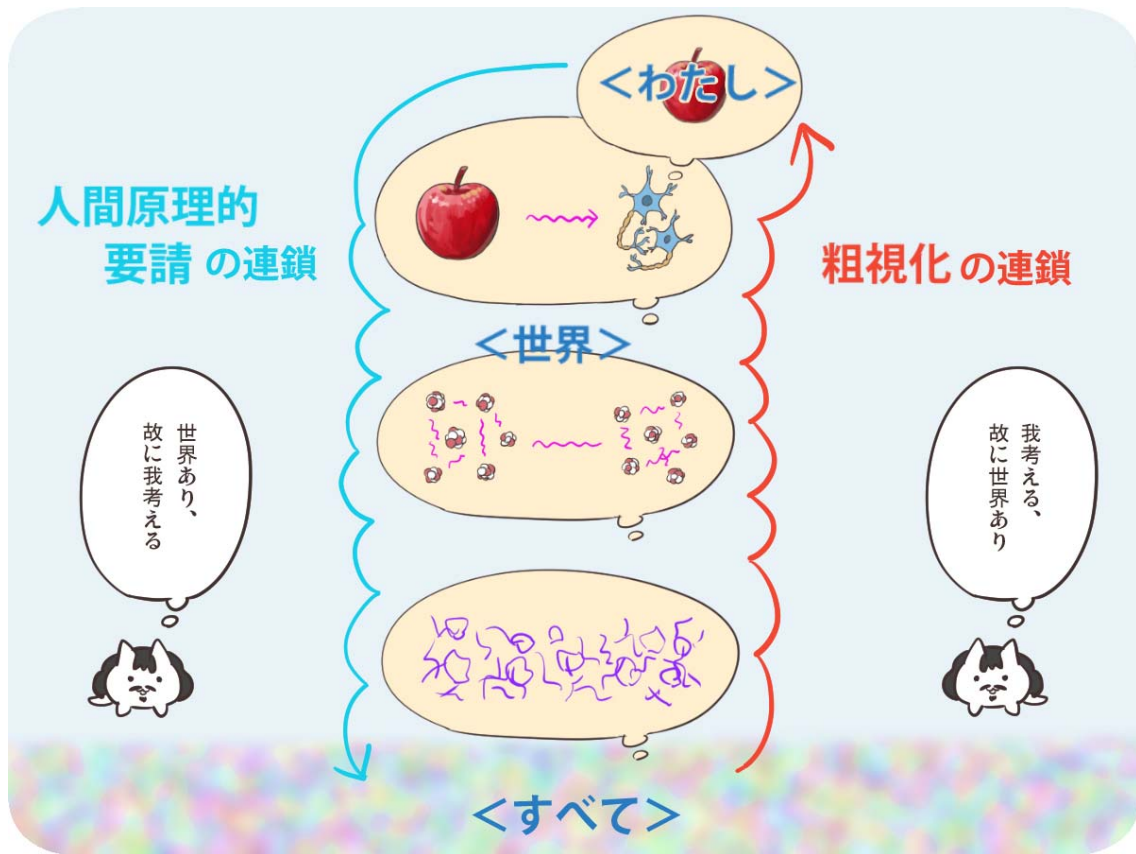 ＜わたし＞
人間原理的
要請 の連鎖
粗視化 の連鎖
＜世界＞
世界あり、
故に我考える
我考える、
故に世界あり
＜すべて＞